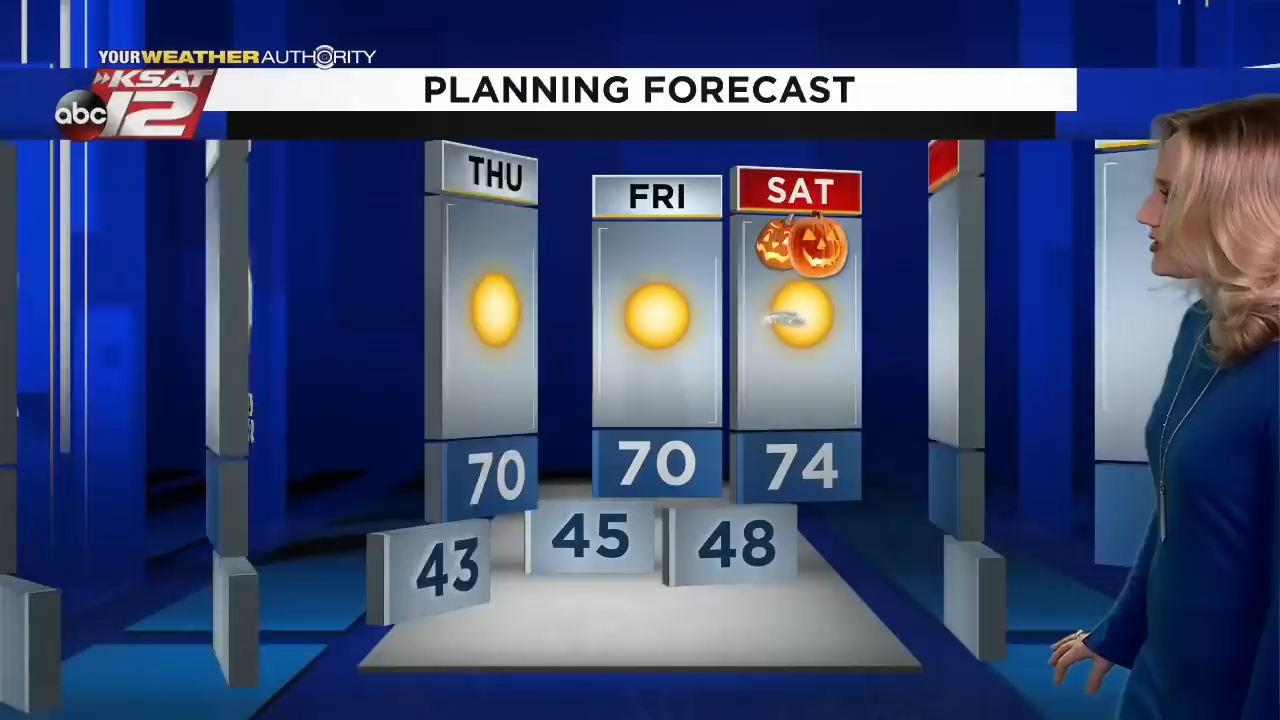 YOURWEATHERAUTHORITY
KSAT
abc 12
PLANNING FORECAST
THU
FRI
SAT
70
70
74
43
45
48